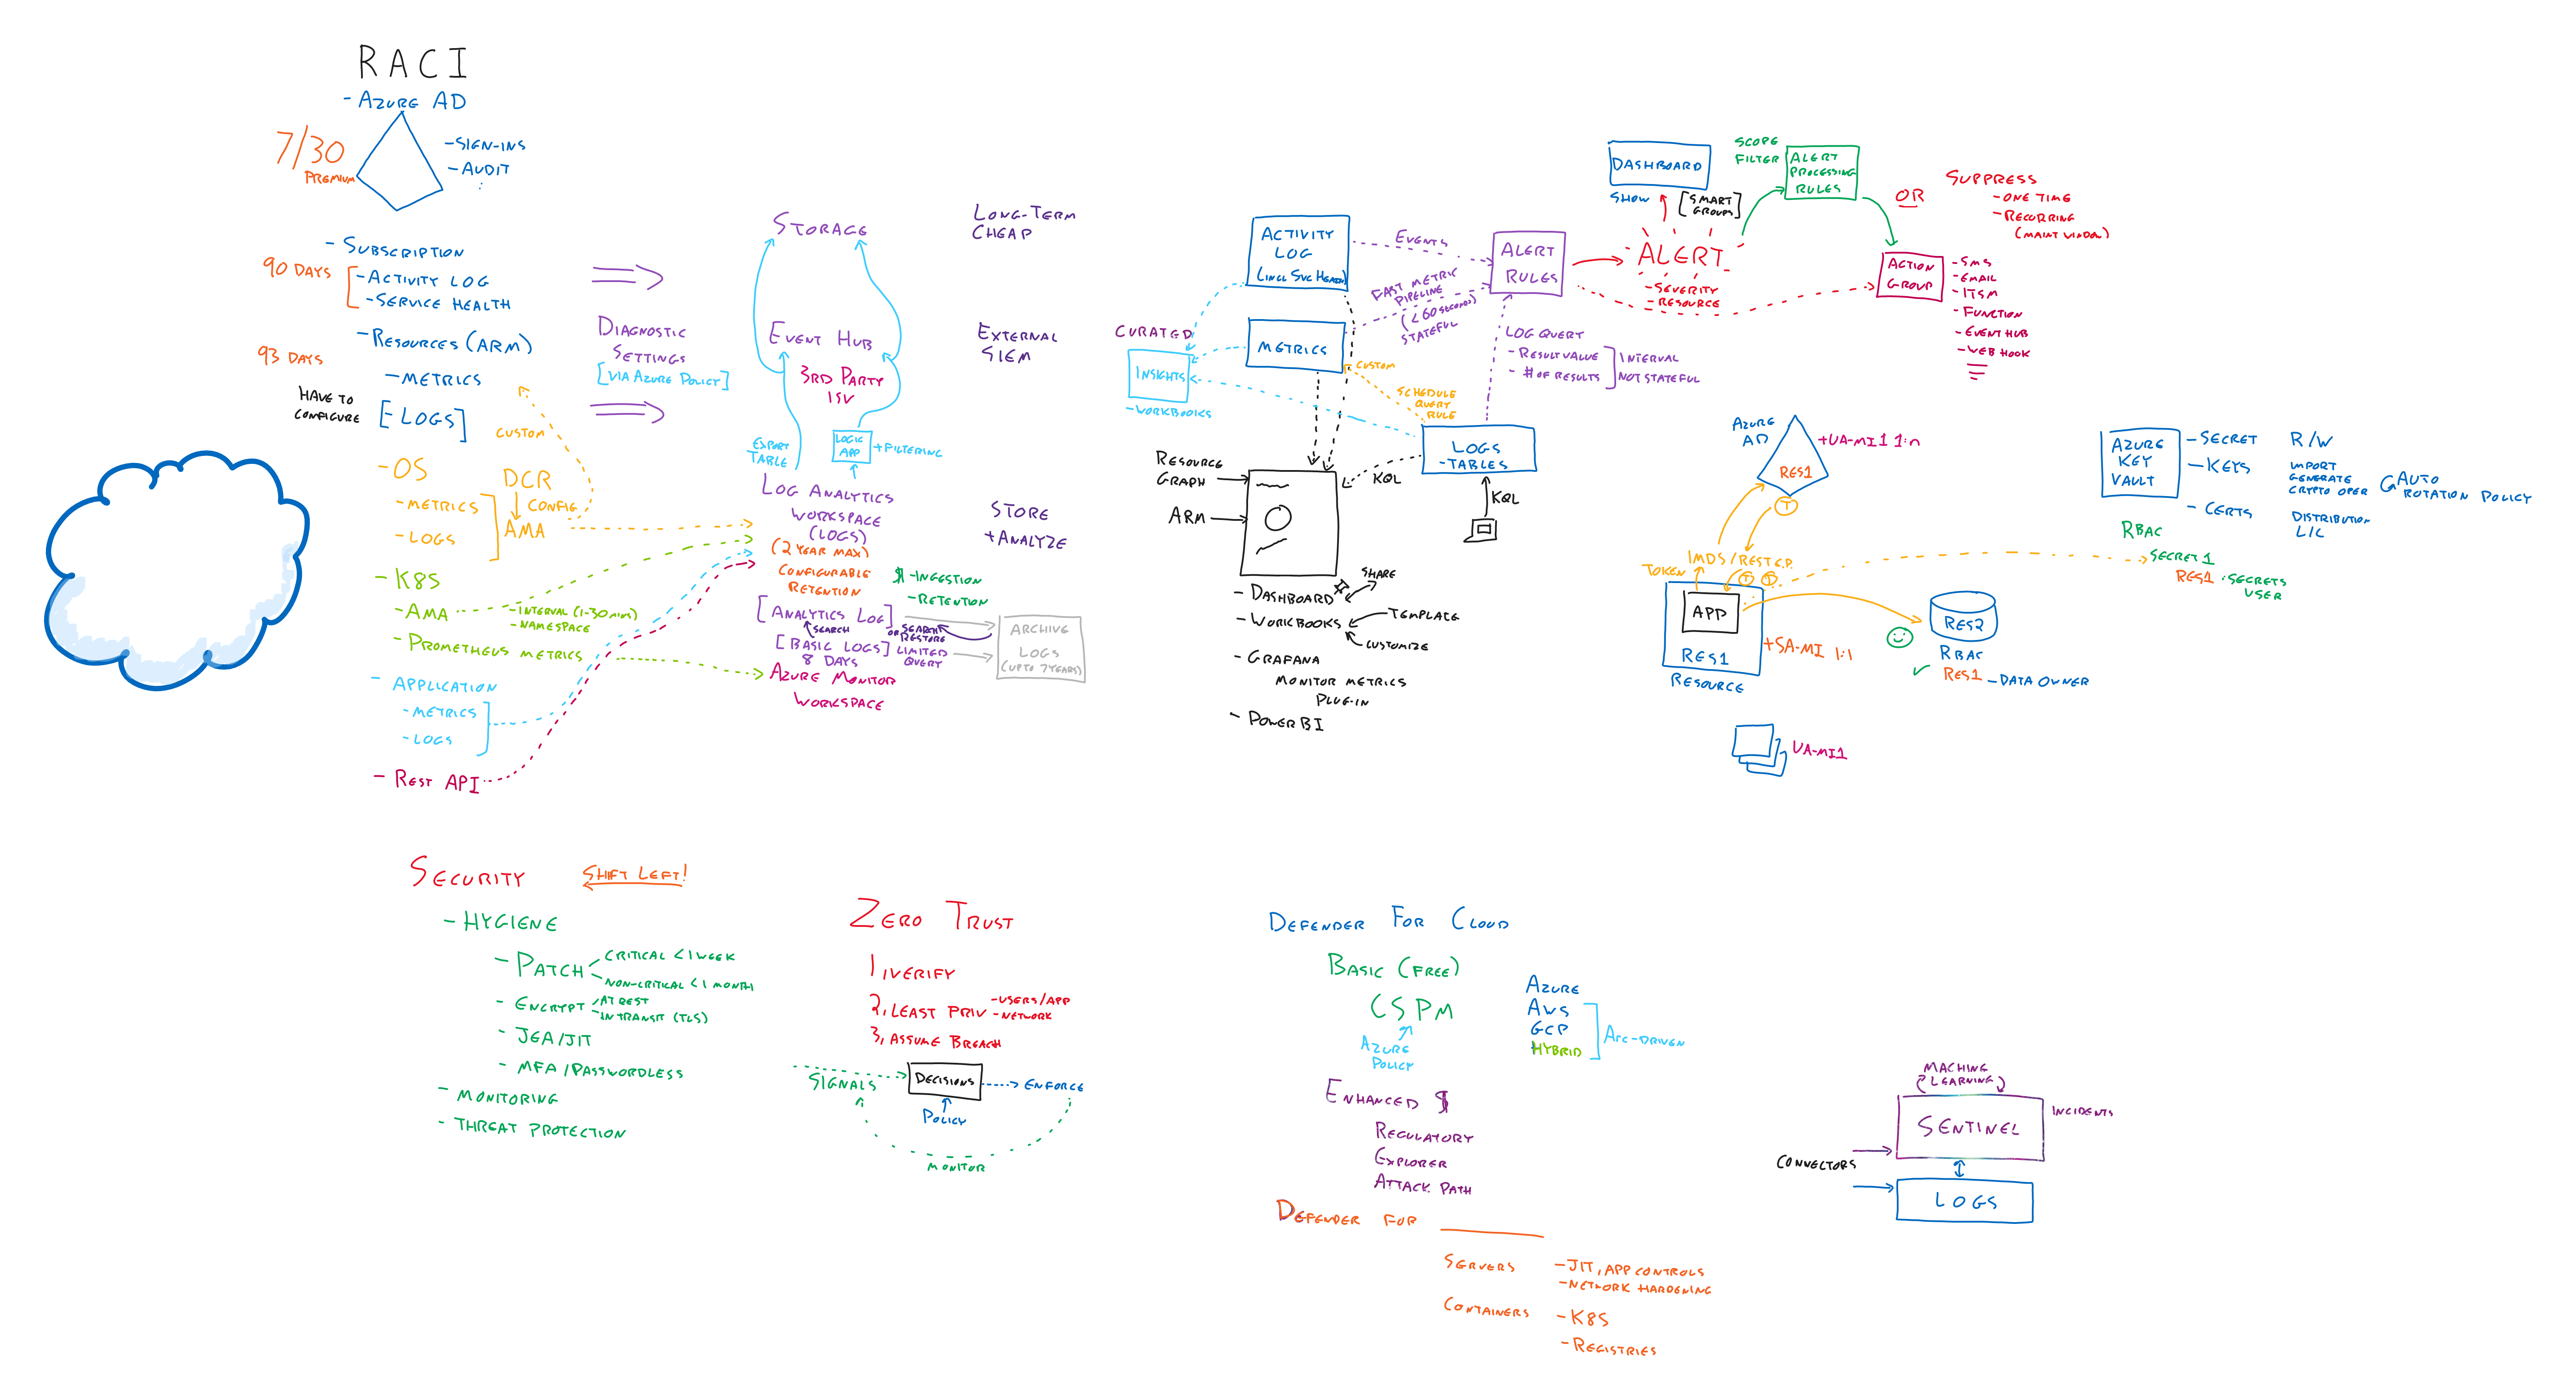 RACI
- AZURE AD
7/30
PREMIUM
- SIGN-INS
- AUDIT
- SUBSCRIPTION
90 DAYS
- ACTIVITY LOG
- SERVICE HEALTH
- RESOURCES (ARM)
93 DAYS
- METRICS
HAVE TO
CONFIGURE
[- LOGS]
CUSTOM
- OS
- METRICS
- LOGS
DCR
CONFIG
AMA
- K8S
- AMA
- INTERVAL (1-30 MINS)
- NAMESPACE
- PROMETHEUS METRICS
- APPLICATION
- METRICS
- LOGS
- REST API
DIAGNOSTIC
SETTINGS
[VIA AZURE POLICY]
STORAGE
EVENT HUB
3RD PARTY
ISV
EXPORT
TABLE
LOGIC
APP
+ FILTERING
LOG ANALYTICS
WORKSPACE
(LOGS)
(2 YEAR MAX)
CONFIGURABLE
RETENTION
$ - INGESTION
- RETENTION
[ANALYTICS LOG]
SEARCH
SEARCH
OR RESTORE
[BASIC LOGS]
8 DAYS
LIMITED
QUERY
ARCHIVE
LOGS
(UP TO 7 YEARS)
AZURE MONITOR
WORKSPACE
LONG-TERM
CHEAP
EXTERNAL
SIEM
STORE
+ ANALYZE
ACTIVITY
LOG
(INCL SVC HEALTH)
METRICS
CURATED
INSIGHTS
- WORKBOOKS
EVENTS
FAST METRIC
PIPELINE
(< 60 SECONDS)
STATEFUL
ALERT
RULES
LOG QUERY
- RESULT VALUE
- # OF RESULTS
INTERVAL
NOT STATEFUL
CUSTOM
SCHEDULE
QUERY
RULE
LOGS
- TABLES
KQL
KQL
RESOURCE
GRAPH
ARM
- DASHBOARD
SHARE
- WORKBOOKS
TEMPLATE
CUSTOMIZE
- GRAFANA
MONITOR METRICS
PLUG-IN
- POWER BI
DASHBOARD
SHOW
[SMART
GROUPS]
ALERT
- SEVERITY
- RESOURCE
SCOPE
FILTER
ALERT
PROCESSING
RULES
OR
SUPPRESS
- ONE TIME
- RECURRING
(MAINT WINDOW)
ACTION
GROUP
- SMS
- EMAIL
- ITSM
- FUNCTION
- EVENT HUB
- WEB HOOK
AZURE
AD
RES1
+UA-MI1 1:n
T
IMDS/REST E.P.
TOKEN
T
T
APP
RES1
RESOURCE
+SA-MI 1:1
RES2
RBAC
RES1 - DATA OWNER
UA-MI1
AZURE
KEY
VAULT
- SECRET
R/W
- KEYS
IMPORT
GENERATE
CRYPTO OPER
AUTO
ROTATION POLICY
- CERTS
DISTRIBUTION
L/C
RBAC
SECRET 1
RES1 : SECRETS
USER
SECURITY
SHIFT LEFT!
- HYGIENE
- PATCH
CRITICAL < 1 WEEK
NON-CRITICAL < 1 MONTH
- ENCRYPT
AT REST
IN TRANSIT (TLS)
- JEA/JIT
- MFA/PASSWORDLESS
- MONITORING
- THREAT PROTECTION
ZERO TRUST
1, VERIFY
2, LEAST PRIV
- USERS/APP
- NETWORK
3, ASSUME BREACH
SIGNALS
DECISIONS
ENFORCE
POLICY
MONITOR
DEFENDER FOR CLOUD
BASIC (FREE)
CSPM
AZURE
POLICY
AZURE
AWS
GCP
HYBRID
ARC-DRIVEN
ENHANCED $
REGULATORY
EXPLORER
ATTACK PATH
DEFENDER FOR
SERVERS
- JIT, APP CONTROLS
- NETWORK HARDENING
CONTAINERS
- K8S
- REGISTRIES
MACHING
LEARNING
SENTINEL
INCIDENTS
CONNECTORS
LOGS